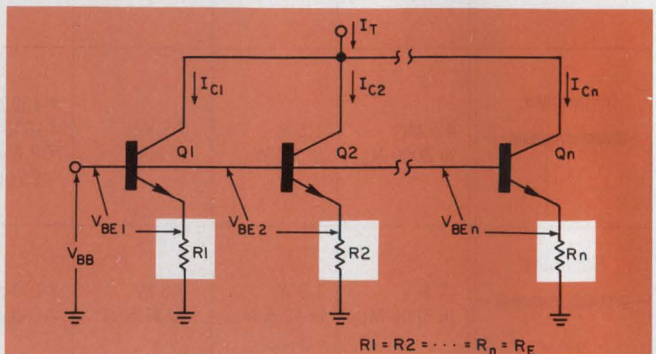 I_T
I_C1
I_C2
I_Cn
Q1
Q2
Qn
V_BE1
V_BE2
V_BEn
V_BB
R1
R2
Rn
R1 = R2 = ···· = R_n = R_E